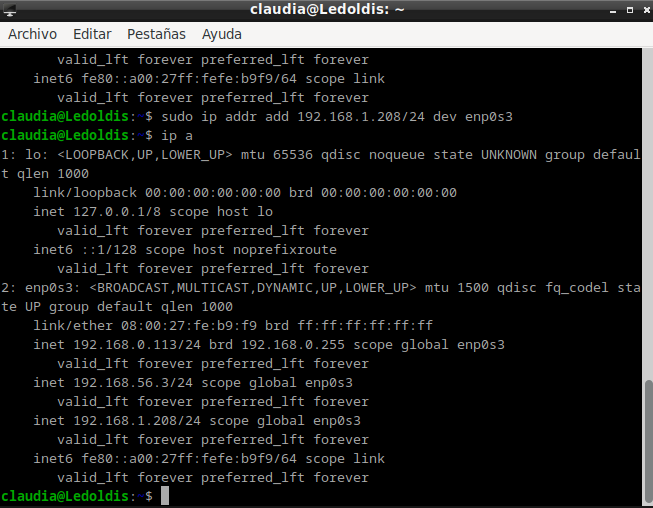 claudia@Ledoldis: ~
Archivo Editar Pestañas Ayuda
valid_lft forever preferred_lft forever
inet6 fe80::a00:27ff:fefe:b9f9/64 scope link
valid_lft forever preferred_lft forever
claudia@Ledoldis:~$ sudo ip addr add 192.168.1.208/24 dev enp0s3
claudia@Ledoldis:~$ ip a
1: lo: <LOOPBACK,UP,LOWER_UP> mtu 65536 qdisc noqueue state UNKNOWN group defaul
t qlen 1000
link/loopback 00:00:00:00:00:00 brd 00:00:00:00:00:00
inet 127.0.0.1/8 scope host lo
valid_lft forever preferred_lft forever
inet6 ::1/128 scope host noprefixroute
valid_lft forever preferred_lft forever
2: enp0s3: <BROADCAST,MULTICAST,DYNAMIC,UP,LOWER_UP> mtu 1500 qdisc fq_codel sta
te UP group default qlen 1000
link/ether 08:00:27:fe:b9:f9 brd ff:ff:ff:ff:ff:ff
inet 192.168.0.113/24 brd 192.168.0.255 scope global enp0s3
valid_lft forever preferred_lft forever
inet 192.168.56.3/24 scope global enp0s3
valid_lft forever preferred_lft forever
inet 192.168.1.208/24 scope global enp0s3
valid_lft forever preferred_lft forever
inet6 fe80::a00:27ff:fefe:b9f9/64 scope link
valid_lft forever preferred_lft forever
claudia@Ledoldis:~$